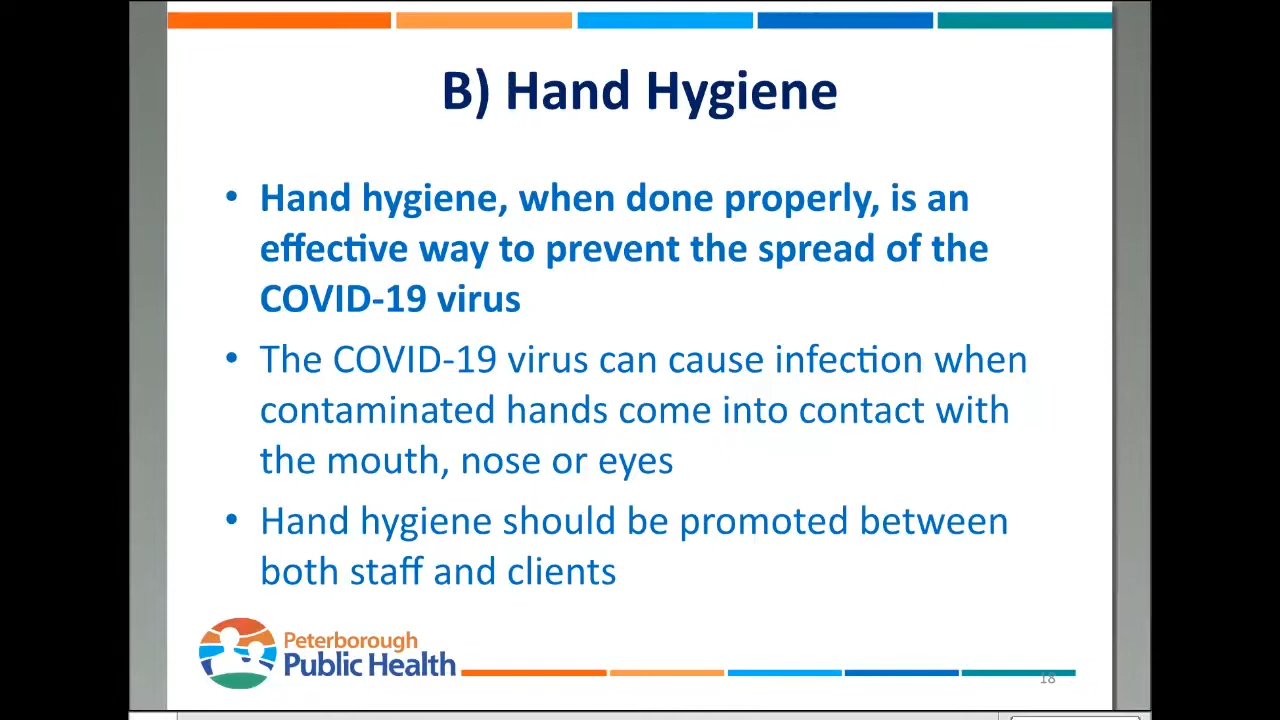 B) Hand Hygiene
• Hand hygiene, when done properly, is an
effective way to prevent the spread of the
COVID-19 virus
• The COVID-19 virus can cause infection when
contaminated hands come into contact with
the mouth, nose or eyes
• Hand hygiene should be promoted between
both staff and clients
Peterborough
Public Health
18